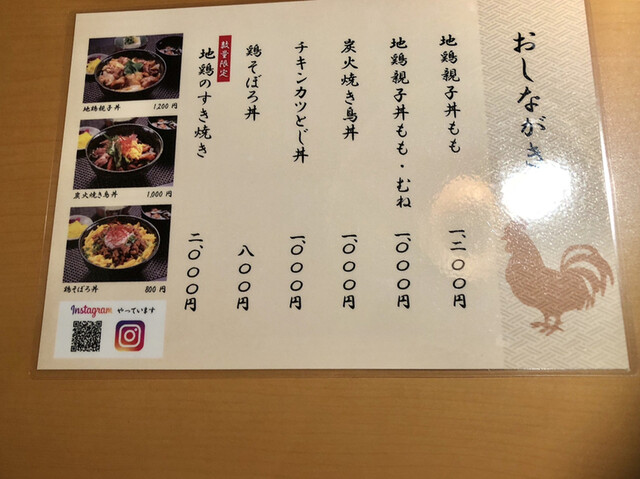 おしながき
地鶏親子丼もも 一、二〇〇円
地鶏親子丼もも・むね 一、〇〇〇円
炭火焼き鳥丼 一、〇〇〇円
チキンカツとじ丼 一、〇〇〇円
鶏そぼろ丼 八〇〇円
数量限定
地鶏のすき焼き 二、〇〇〇円
地鶏親子丼 1,200円
炭火焼き鳥丼 1,000円
鶏そぼろ丼 800円
Instagram やっています